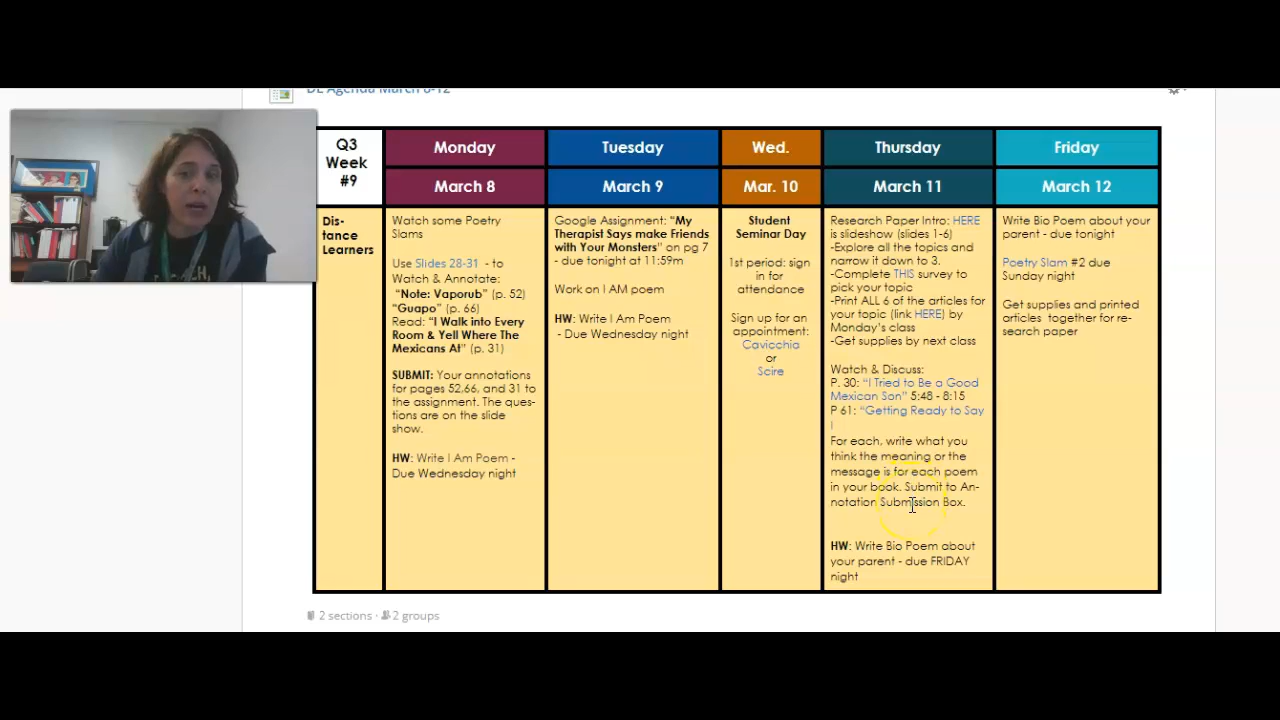 DL Agenda March 8-12
Q3
Week
#9
Monday
Tuesday
Wed.
Thursday
Friday
March 8
March 9
Mar. 10
March 11
March 12
Dis-
tance
Learners
Watch some Poetry
Slams
Use Slides 28-31 - to
Watch & Annotate:
"Note: Vaporub" (p. 52)
"Guapo" (p. 66)
Read: "I Walk into Every
Room & Yell Where The
Mexicans At" (p. 31)
SUBMIT: Your annotations
for pages 52,66, and 31 to
the assignment. The ques-
tions are on the slide
show.
HW: Write I Am Poem -
Due Wednesday night
Google Assignment: "My
Therapist Says make Friends
with Your Monsters" on pg 7
- due tonight at 11:59m
Work on I AM poem
HW: Write I Am Poem
- Due Wednesday night
Student
Seminar Day
1st period: sign
in for
attendance
Sign up for an
appointment:
Cavicchia
or
Scire
Research Paper Intro: HERE
is slideshow (slides 1-6)
-Explore all the topics and
narrow it down to 3.
-Complete THIS survey to
pick your topic
-Print ALL 6 of the articles for
your topic (link HERE) by
Monday's class
-Get supplies by next class
Watch & Discuss:
P. 30: "I Tried to Be a Good
Mexican Son" 5:48 - 8:15
P 61: "Getting Ready to Say
I
For each, write what you
think the meaning or the
message is for each poem
in your book. Submit to An-
notation Submission Box.
HW: Write Bio Poem about
your parent - due FRIDAY
night
Write Bio Poem about your
parent - due tonight
Poetry Slam #2 due
Sunday night
Get supplies and printed
articles together for re-
search paper
2 sections · 2 groups